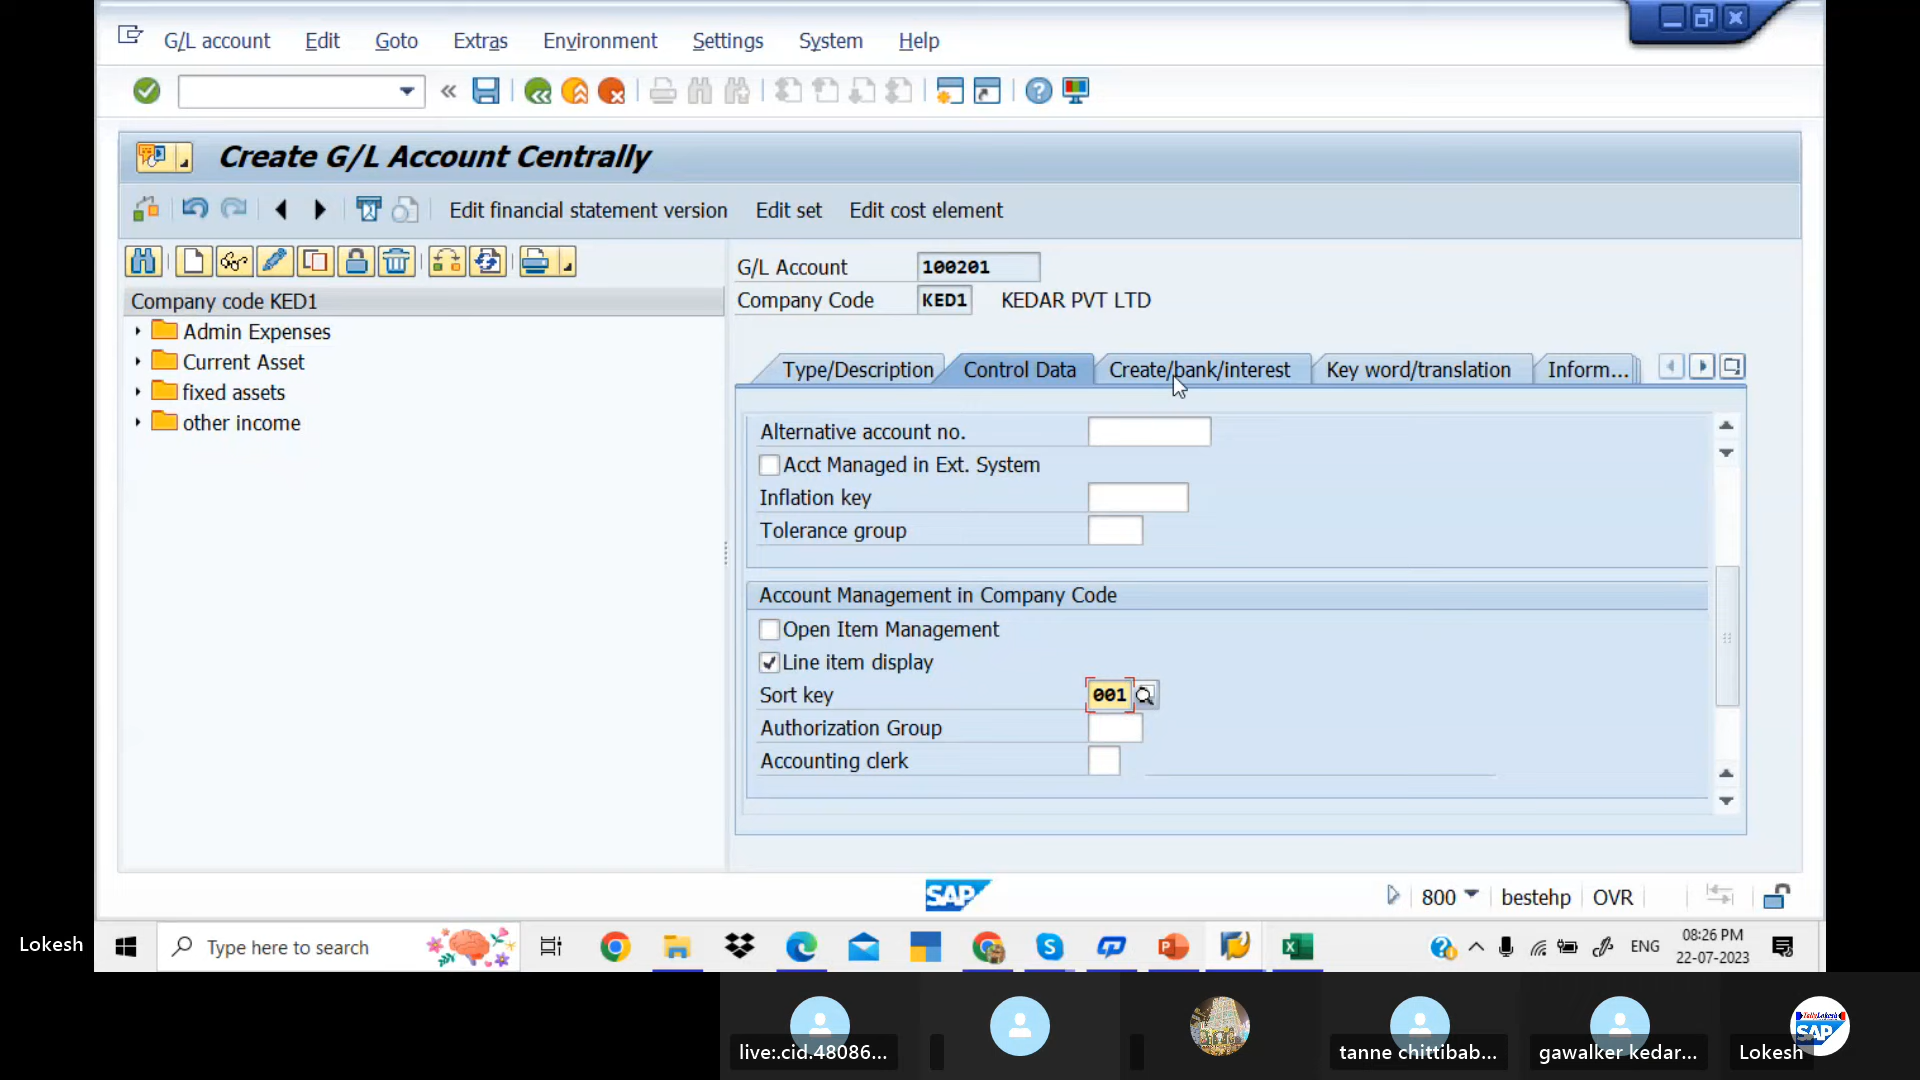 G/L account Edit Goto Extras Environment Settings System Help
Create G/L Account Centrally
Edit financial statement version Edit set Edit cost element
G/L Account 100201
Company Code KED1 KEDAR PVT LTD
Company code KED1
Admin Expenses
Current Asset
fixed assets
other income
Type/Description Control Data Create/bank/interest Key word/translation Inform...
Alternative account no.
Acct Managed in Ext. System
Inflation key
Tolerance group
Account Management in Company Code
Open Item Management
Line item display
Sort key 001
Authorization Group
Accounting clerk
SAP
800 bestehp OVR
Lokesh
Type here to search
ENG
08:26 PM
22-07-2023
live:.cid.48086...
tanne chittibab...
gawalker kedar...
SAP
Lokesh